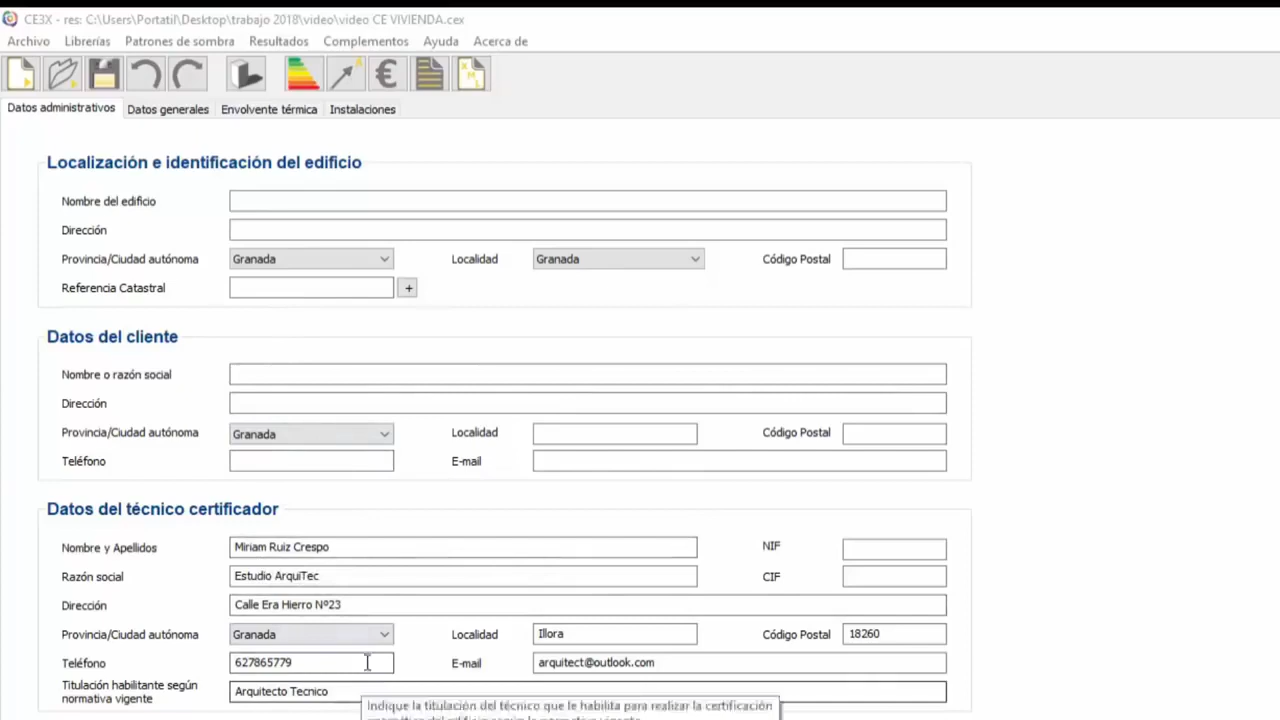 CE3X - res: C:\Users\Portatil\Desktop\trabajo 2018\video\video CE VIVIENDA.cex
Archivo Librerías Patrones de sombra Resultados Complementos Ayuda Acerca de
Datos administrativos Datos generales Envolvente térmica Instalaciones
Localización e identificación del edificio
Nombre del edificio
Dirección
Provincia/Ciudad autónoma Granada Localidad Granada Código Postal
Referencia Catastral +
Datos del cliente
Nombre o razón social
Dirección
Provincia/Ciudad autónoma Granada Localidad Código Postal
Teléfono E-mail
Datos del técnico certificador
Nombre y Apellidos Miriam Ruiz Crespo NIF
Razón social Estudio ArquiTec CIF
Dirección Calle Era Hierro Nº23
Provincia/Ciudad autónoma Granada Localidad Illora Código Postal 18260
Teléfono 627865779 E-mail arquitect@outlook.com
Titulación habilitante según
normativa vigente Arquitecto Tecnico
Indique la titulación del técnico que le habilita para realizar la certificación